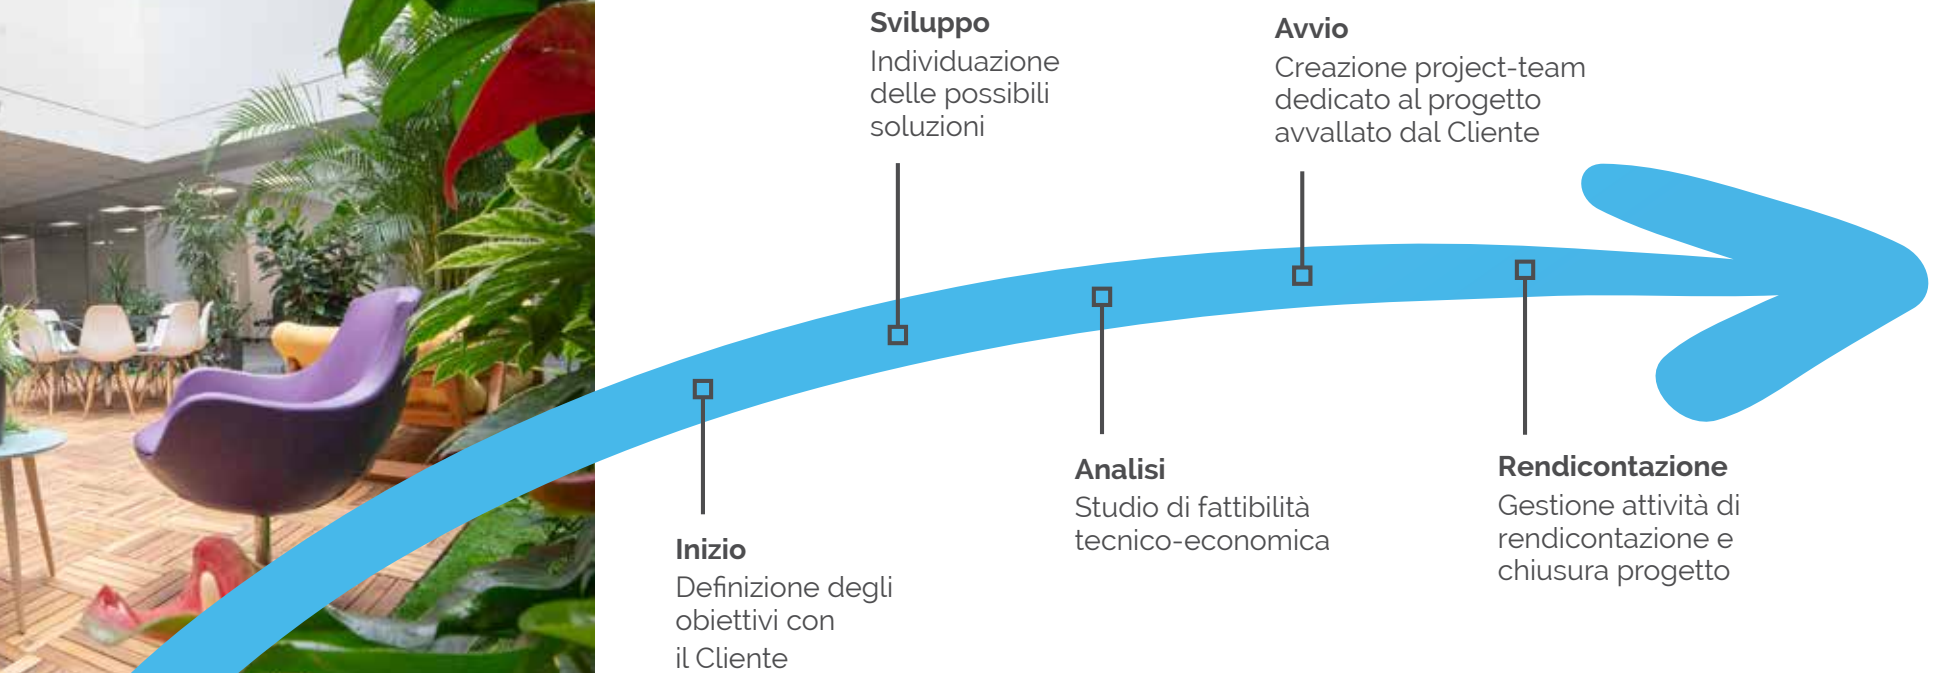 Sviluppo
Individuazione
delle possibili
soluzioni
Avvio
Creazione project-team
dedicato al progetto
avvallato dal Cliente
Inizio
Definizione degli
obiettivi con
il Cliente
Analisi
Studio di fattibilità
tecnico-economica
Rendicontazione
Gestione attività di
rendicontazione e
chiusura progetto